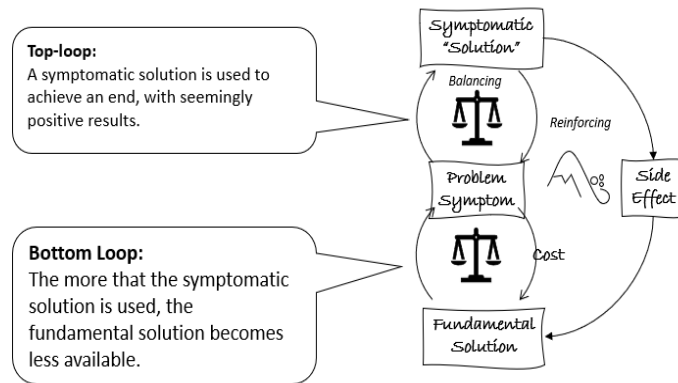 Top-loop:
A symptomatic solution is used to
achieve an end, with seemingly
positive results.
Bottom Loop:
The more that the symptomatic
solution is used, the
fundamental solution becomes
less available.
Symptomatic
“Solution”
Balancing
Reinforcing
Problem
Symptom
Side
Effect
Cost
Fundamental
Solution